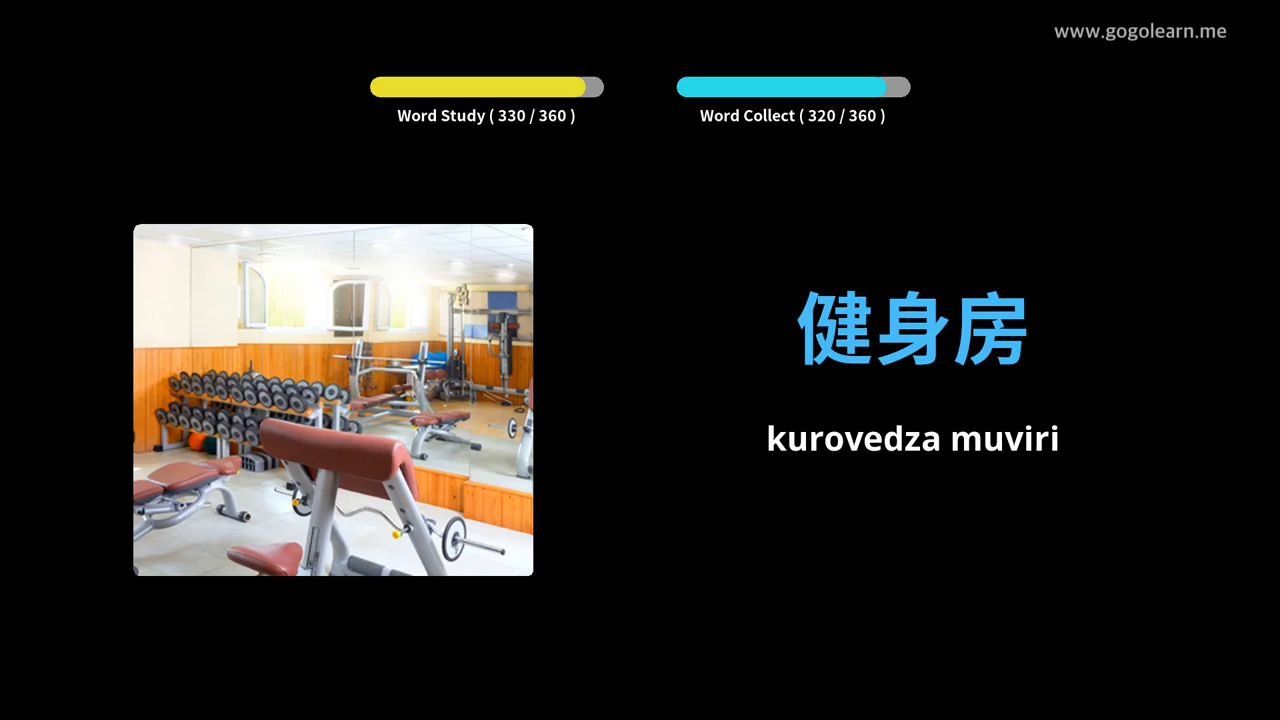 www.gogolearn.me
Word Study ( 330 / 360 )
Word Collect ( 320 / 360 )
健身房
kurovedza muviri